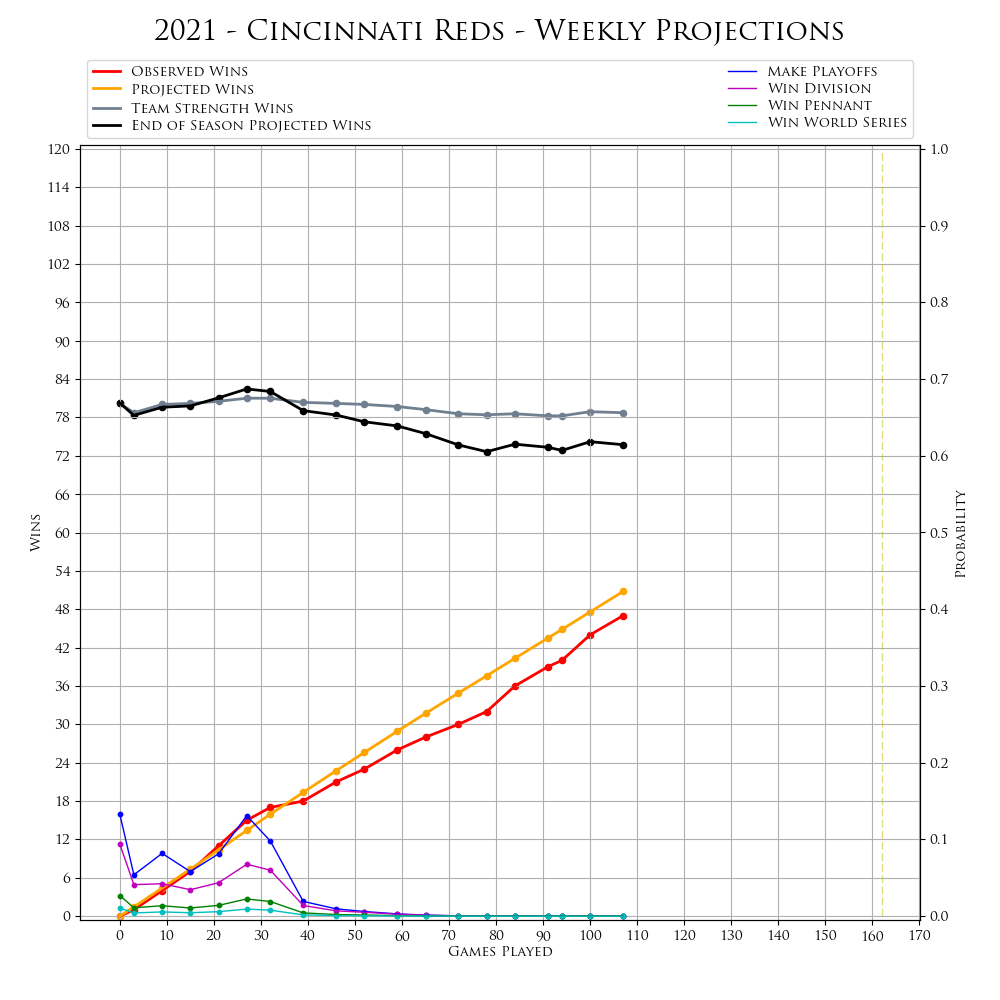 2021 - Cincinnati Reds - Weekly Projections
Observed Wins
Projected Wins
Team Strength Wins
End of Season Projected Wins
Make Playoffs
Win Division
Win Pennant
Win World Series
120
114
108
102
96
90
84
78
72
66
60
54
48
42
36
30
24
18
12
6
0
Wins
1.0
0.9
0.8
0.7
0.6
0.5
0.4
0.3
0.2
0.1
0.0
Probability
0 10 20 30 40 50 60 70 80 90 100 110 120 130 140 150 160 170
Games Played